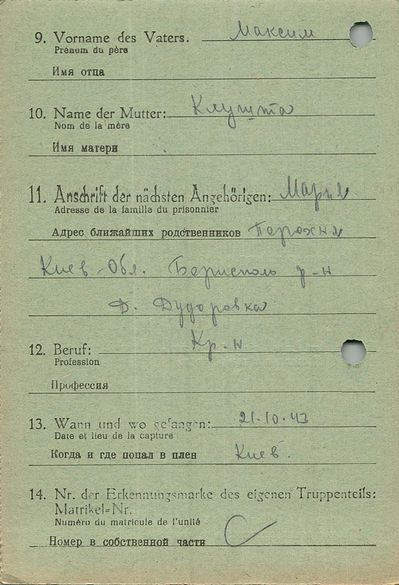 9. Vorname des Vaters: Максим
Prénom du père
Имя отца
10. Name der Mutter:
Nom de la mère
Имя матери
11. Anschrift der nächsten Angehörigen: Мария
Adresse de la famille du prisonnier
Адрес ближайших родственников
Киев-Обл. Борисполь р-н
Д. Дударовка
12. Beruf: Кр-н
Profession
Профессия
13. Wann und wo gefangen: 21-10-43
Date et lieu de la capture
Когда и где попал в плен Киев.
14. Nr. der Erkennungsmarke des eigenen Truppenteils:
Matrikel-Nr.
Numéro du matricule de l'unité
Номер в собственной части